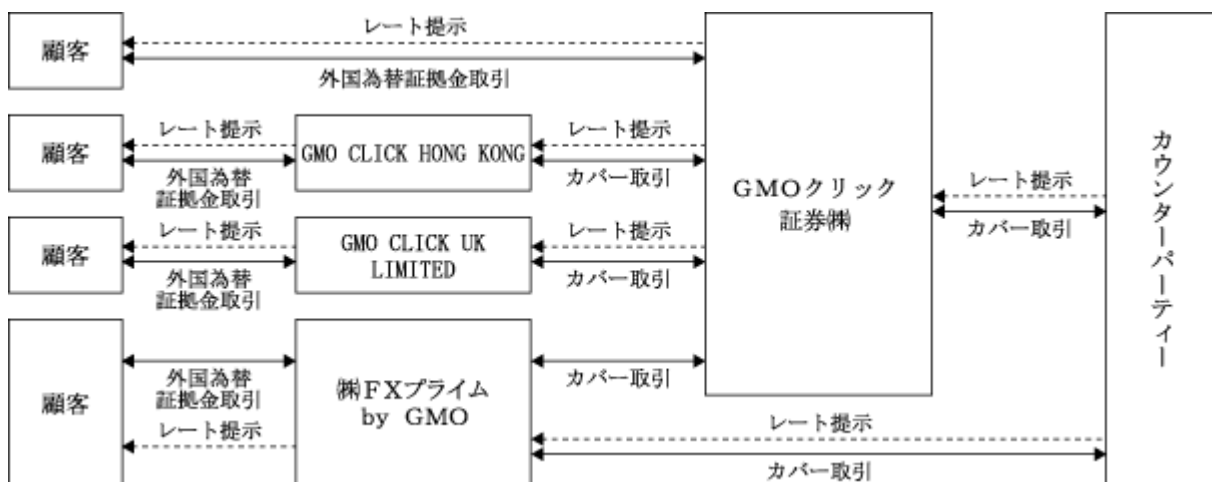 レート提示
顧客
外国為替証拠金取引
レート提示
レート提示
顧客
GMO CLICK HONG KONG
外国為替
証拠金取引
カバー取引
GMOクリック
証券㈱
レート提示
カバー取引
カウンターパーティー
レート提示
レート提示
顧客
GMO CLICK UK
LIMITED
外国為替
証拠金取引
カバー取引
顧客
外国為替
証拠金取引
レート提示
㈱FXプライム
by GMO
カバー取引
レート提示
カバー取引